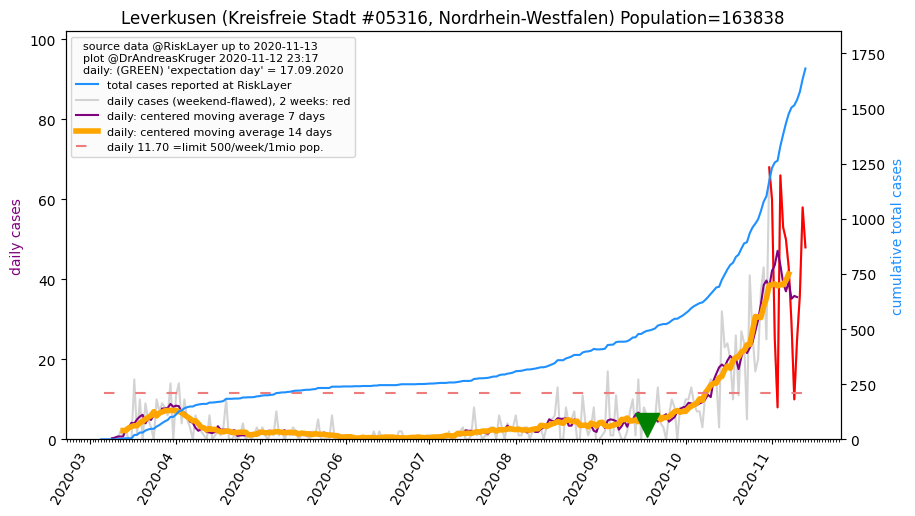 Leverkusen (Kreisfreie Stadt #05316, Nordrhein-Westfalen) Population=163838
source data @RiskLayer up to 2020-11-13
plot @DrAndreasKruger 2020-11-12 23:17
daily: (GREEN) 'expectation day' = 17.09.2020
total cases reported at RiskLayer
daily cases (weekend-flawed), 2 weeks: red
daily: centered moving average 7 days
daily: centered moving average 14 days
daily 11.70 =limit 500/week/1mio pop.
daily cases
100
80
60
40
20
0
cumulative total cases
1750
1500
1250
1000
750
500
250
0
2020-03
2020-04
2020-05
2020-06
2020-07
2020-08
2020-09
2020-10
2020-11